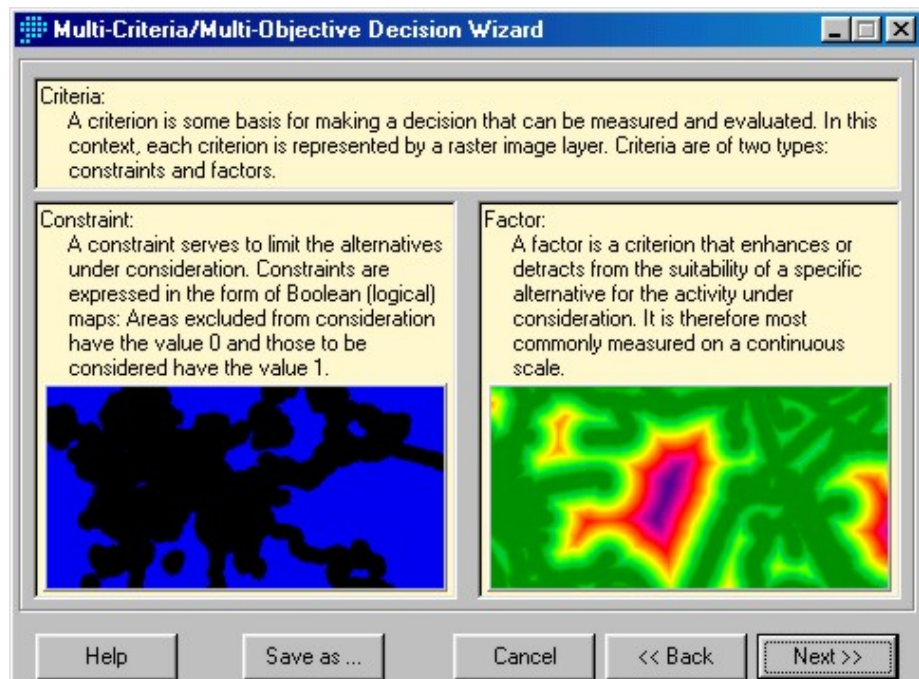 Multi-Criteria/Multi-Objective Decision Wizard
Criteria:
A criterion is some basis for making a decision that can be measured and evaluated. In this
context, each criterion is represented by a raster image layer. Criteria are of two types:
constraints and factors.
Constraint:
A constraint serves to limit the alternatives
under consideration. Constraints are
expressed in the form of Boolean (logical)
maps: Areas excluded from consideration
have the value 0 and those to be
considered have the value 1.
Factor:
A factor is a criterion that enhances or
detracts from the suitability of a specific
alternative for the activity under
consideration. It is therefore most
commonly measured on a continuous
scale.
Help
Save as ...
Cancel
<< Back
Next >>